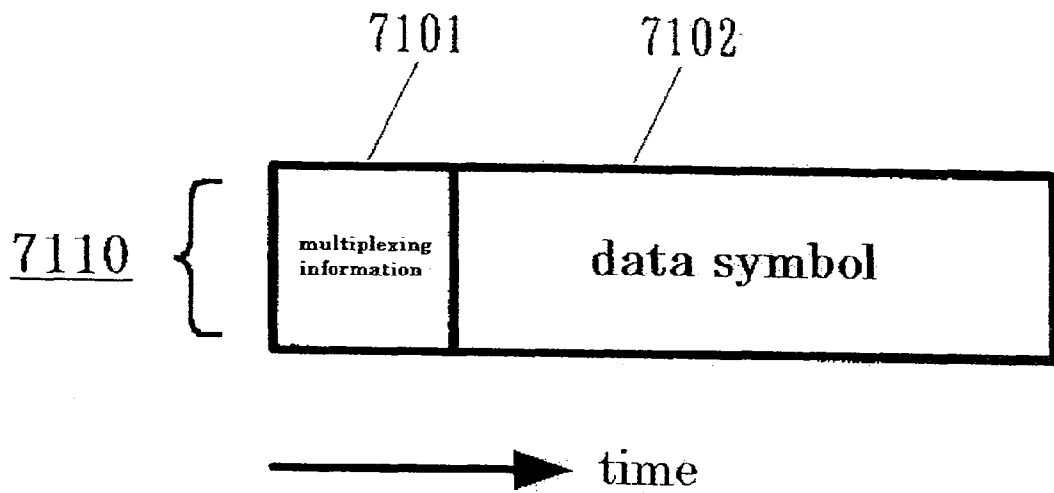 7101
7102
7110
multiplexing
information
data symbol
time